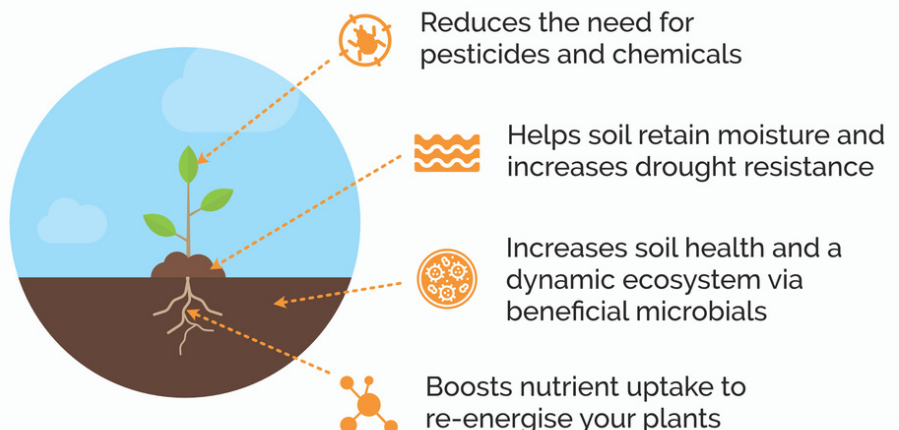 Reduces the need for
pesticides and chemicals
Helps soil retain moisture and
increases drought resistance
Increases soil health and a
dynamic ecosystem via
beneficial microbials
Boosts nutrient uptake to
re-energise your plants